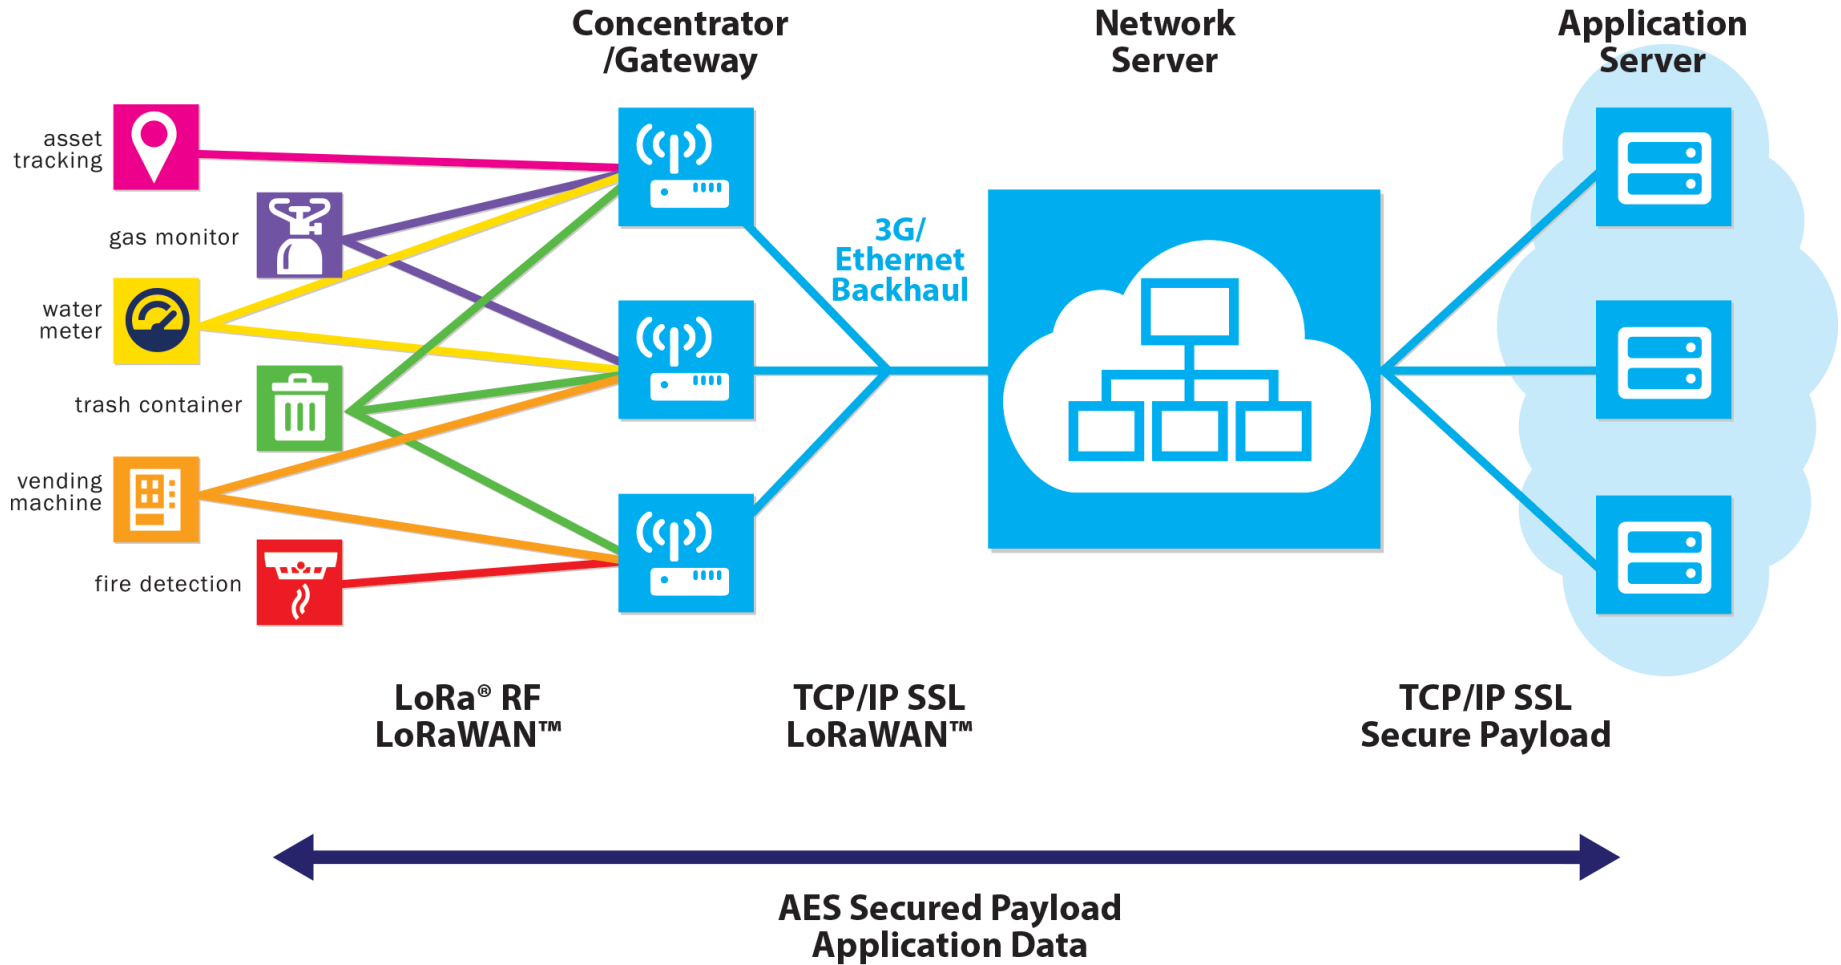 Concentrator
/Gateway
Network
Server
Application
Server
asset
tracking
gas monitor
water
meter
trash container
vending
machine
fire detection
3G/
Ethernet
Backhaul
LoRa® RF
LoRaWAN™
TCP/IP SSL
LoRaWAN™
TCP/IP SSL
Secure Payload
AES Secured Payload
Application Data